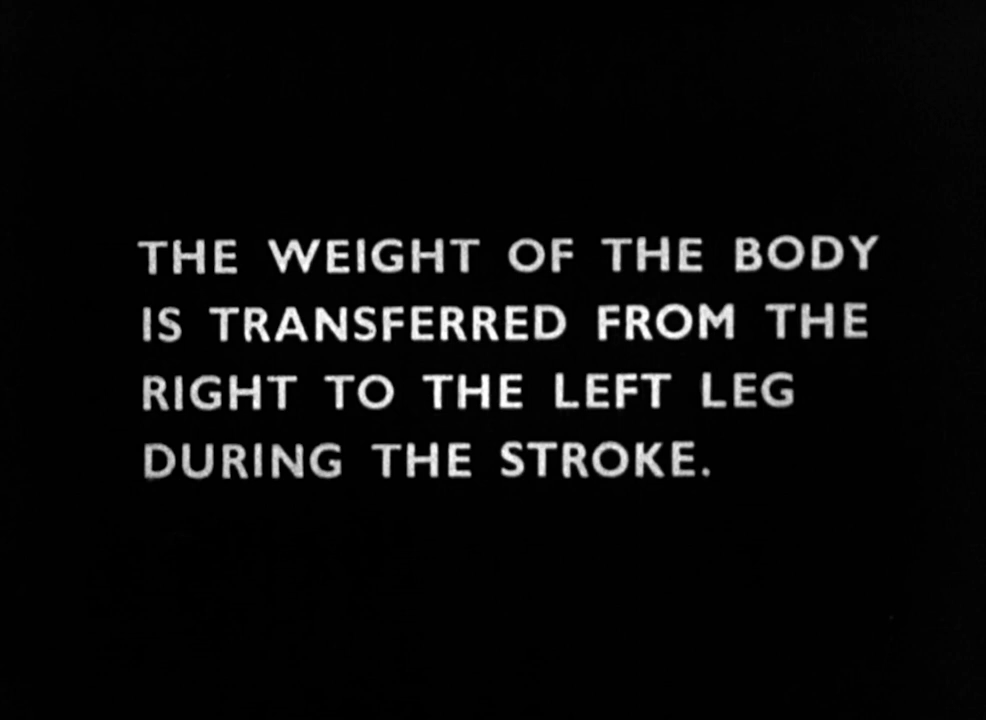 THE WEIGHT OF THE BODY
IS TRANSFERRED FROM THE
RIGHT TO THE LEFT LEG
DURING THE STROKE.